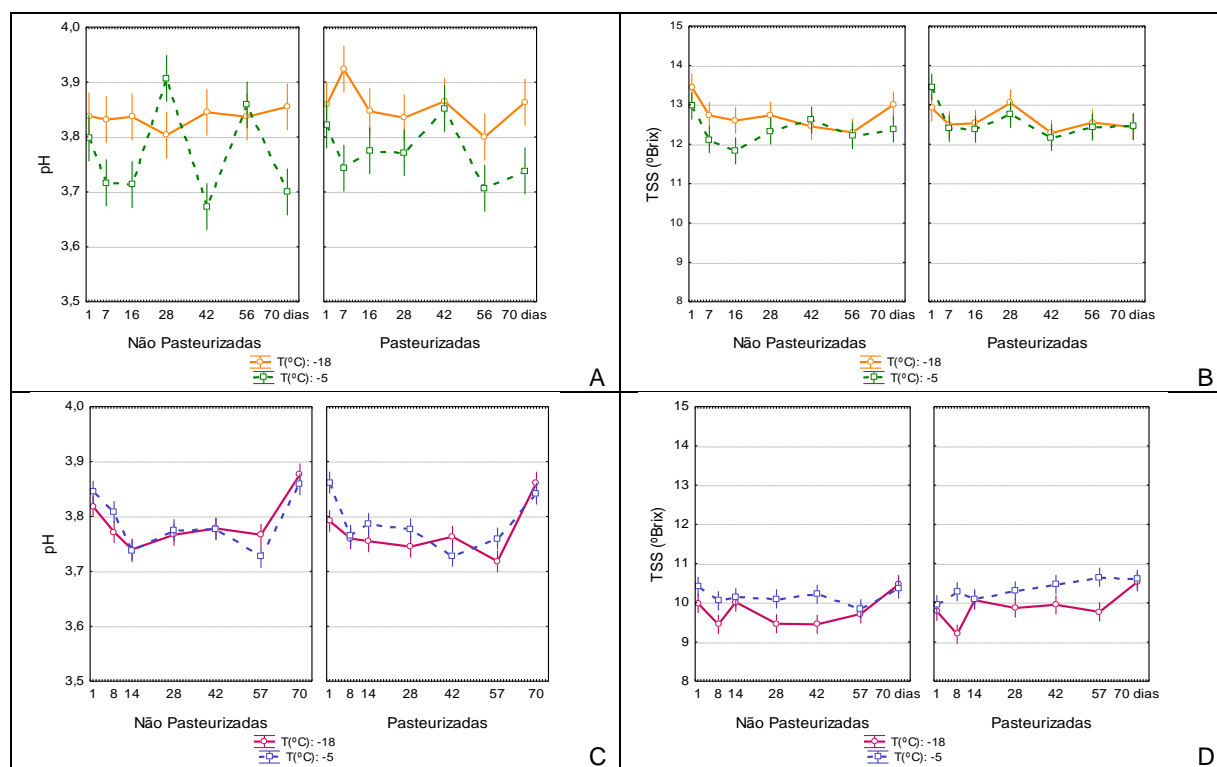 4,0
3,9
3,8
3,7
3,6
3,5
pH
1 7 16 28 42 56 70 dias
1 7 16 28 42 56 70 dias
Não Pasteurizadas
Pasteurizadas
T(ºC): -18
T(ºC): -5
A
15
14
13
12
11
10
9
8
TSS (ºBrix)
1 7 16 28 42 56 70 dias
1 7 16 28 42 56 70 dias
Não Pasteurizadas
Pasteurizadas
T(ºC): -18
T(ºC): -5
B
4,0
3,9
3,8
3,7
3,6
3,5
pH
1 8 14 28 42 57 70
1 8 14 28 42 57 70
Não Pasteurizadas
Pasteurizadas
T(ºC): -18
T(ºC): -5
C
15
14
13
12
11
10
9
8
TSS (ºBrix)
1 8 14 28 42 57 70 dias
1 8 14 28 42 57 70 dias
Não Pasteurizadas
Pasteurizadas
T(ºC): -18
T(ºC): -5
D